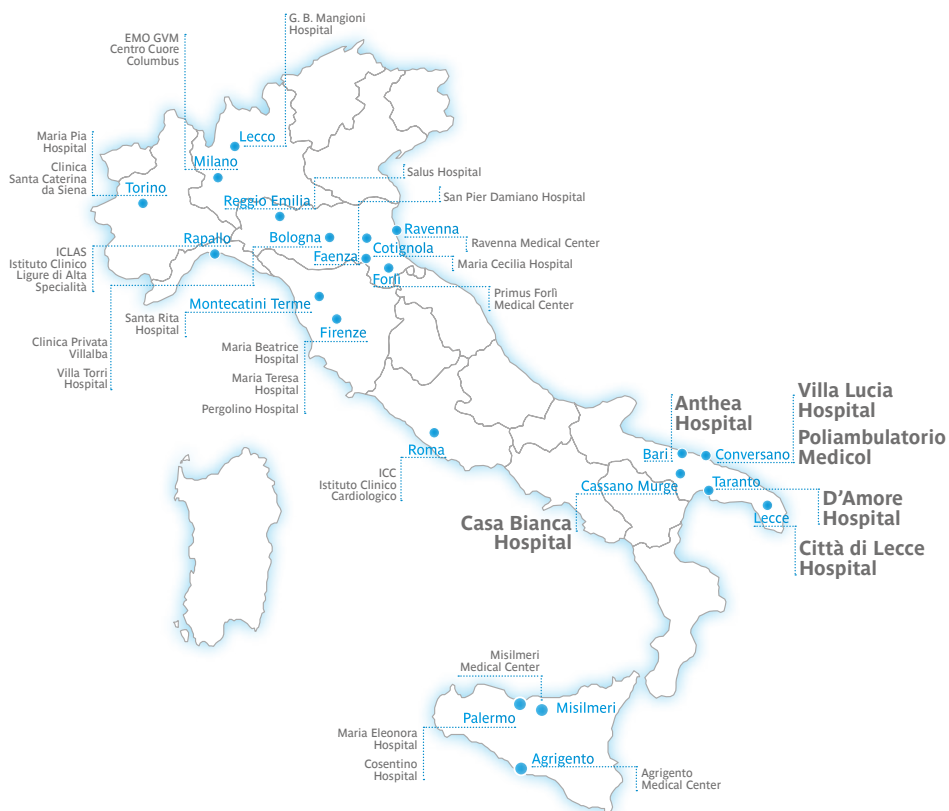 G. B. Mangioni
Hospital
EMO GVM
Centro Cuore
Columbus
Lecco
Maria Pia
Hospital
Milano
Clinica
Santa Caterina
da Siena
Torino
Salus Hospital
Reggio Emilia
San Pier Damiano Hospital
Ravenna
Rapallo
Bologna
Cotignola
Ravenna Medical Center
Faenza
Maria Cecilia Hospital
ICLAS
Istituto Clinico
Ligure di Alta
Specialità
Forlì
Primus Forlì
Medical Center
Montecatini Terme
Santa Rita
Hospital
Firenze
Clinica Privata
Villalba
Villa Torri
Hospital
Maria Beatrice
Hospital
Maria Teresa
Hospital
Pergolino Hospital
Anthea
Hospital
Villa Lucia
Hospital
Poliambulatorio
Medicol
Roma
Bari
Conversano
ICC
Istituto Clinico
Cardiologico
Cassano Murge
Taranto
D'Amore
Hospital
Lecce
Casa Bianca
Hospital
Città di Lecce
Hospital
Misilmeri
Medical Center
Palermo
Misilmeri
Maria Eleonora
Hospital
Cosentino
Hospital
Agrigento
Agrigento
Medical Center